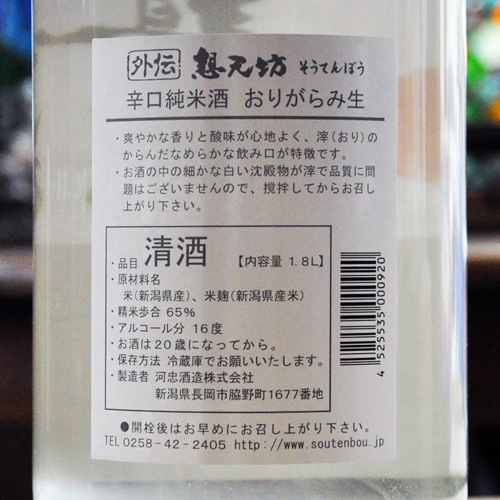 外伝 想天坊 そうてんぼう
辛口純米酒 おりがらみ生
・爽やかな香りと酸味が心地よく、滓(おり)の
からんだなめらかな飲み口が特徴です。
・お酒の中の細かな白い沈殿物が滓で品質に問
題はございませんので、撹拌してからお召し
上がり下さい。
・品目 清酒 【内容量 1.8L】
・原材料名
米(新潟県産)、米麹(新潟県産米)
・精米歩合 65%
・アルコール分 16度
・お酒は20歳になってから。
・保存方法 冷蔵庫でお願いいたします。
・製造者 河忠酒造株式会社
新潟県長岡市脇野町1677番地
4 525535 000920
●開栓後はお早めにお召し上がり下さい。
TEL 0258-42-2405 http://www.soutenbou.jp